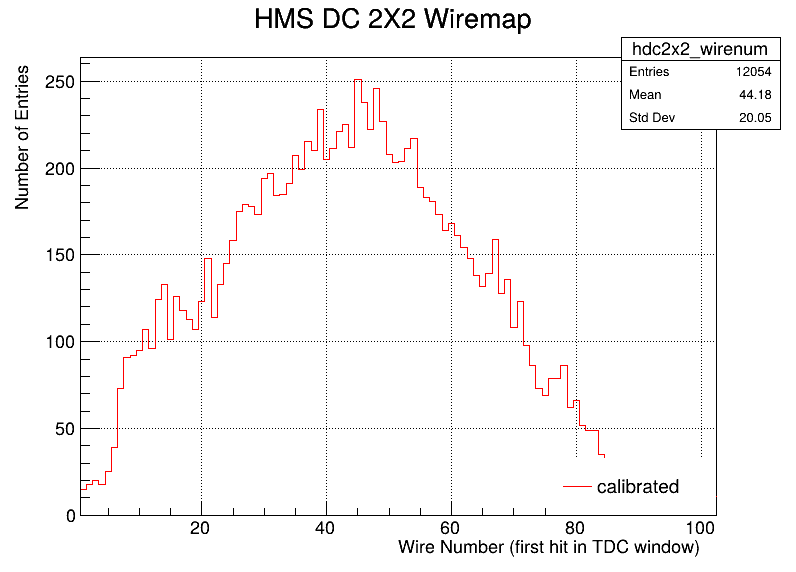 HMS DC 2X2 Wiremap
hdc2x2_wirenum
Entries 12054
Mean 44.18
Std Dev 20.05
Number of Entries
250
200
150
100
50
0
20 40 60 80 100
calibrated
Wire Number (first hit in TDC window)